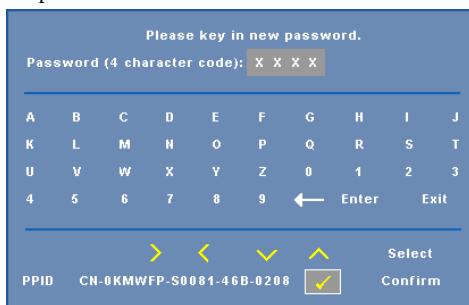 Please key in new password.
Password (4 character code): X X X X
A B C D E F G H I J
K L M N O P Q R S T
U V W X Y Z 0 1 2 3
4 5 6 7 8 9 Enter Exit
Select
PPID CN-0KMWFP-S0081-46B-0208 Confirm